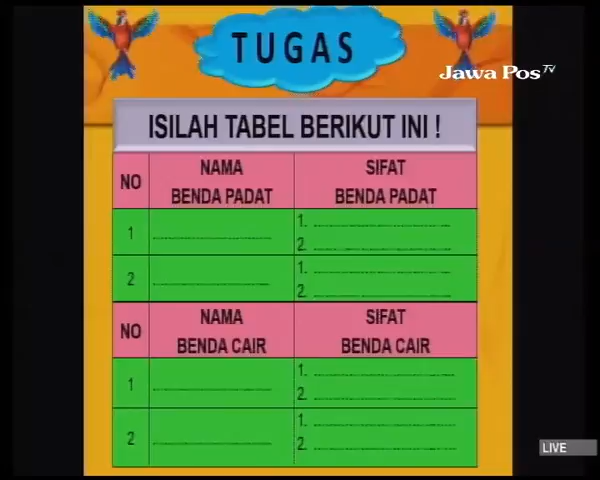 TUGAS
Jawa Pos TV
ISILAH TABEL BERIKUT INI !
NO
NAMA
BENDA PADAT
SIFAT
BENDA PADAT
1
1.
2.
2
1.
2.
NO
NAMA
BENDA CAIR
SIFAT
BENDA CAIR
1
1.
2.
2
1.
2.
LIVE